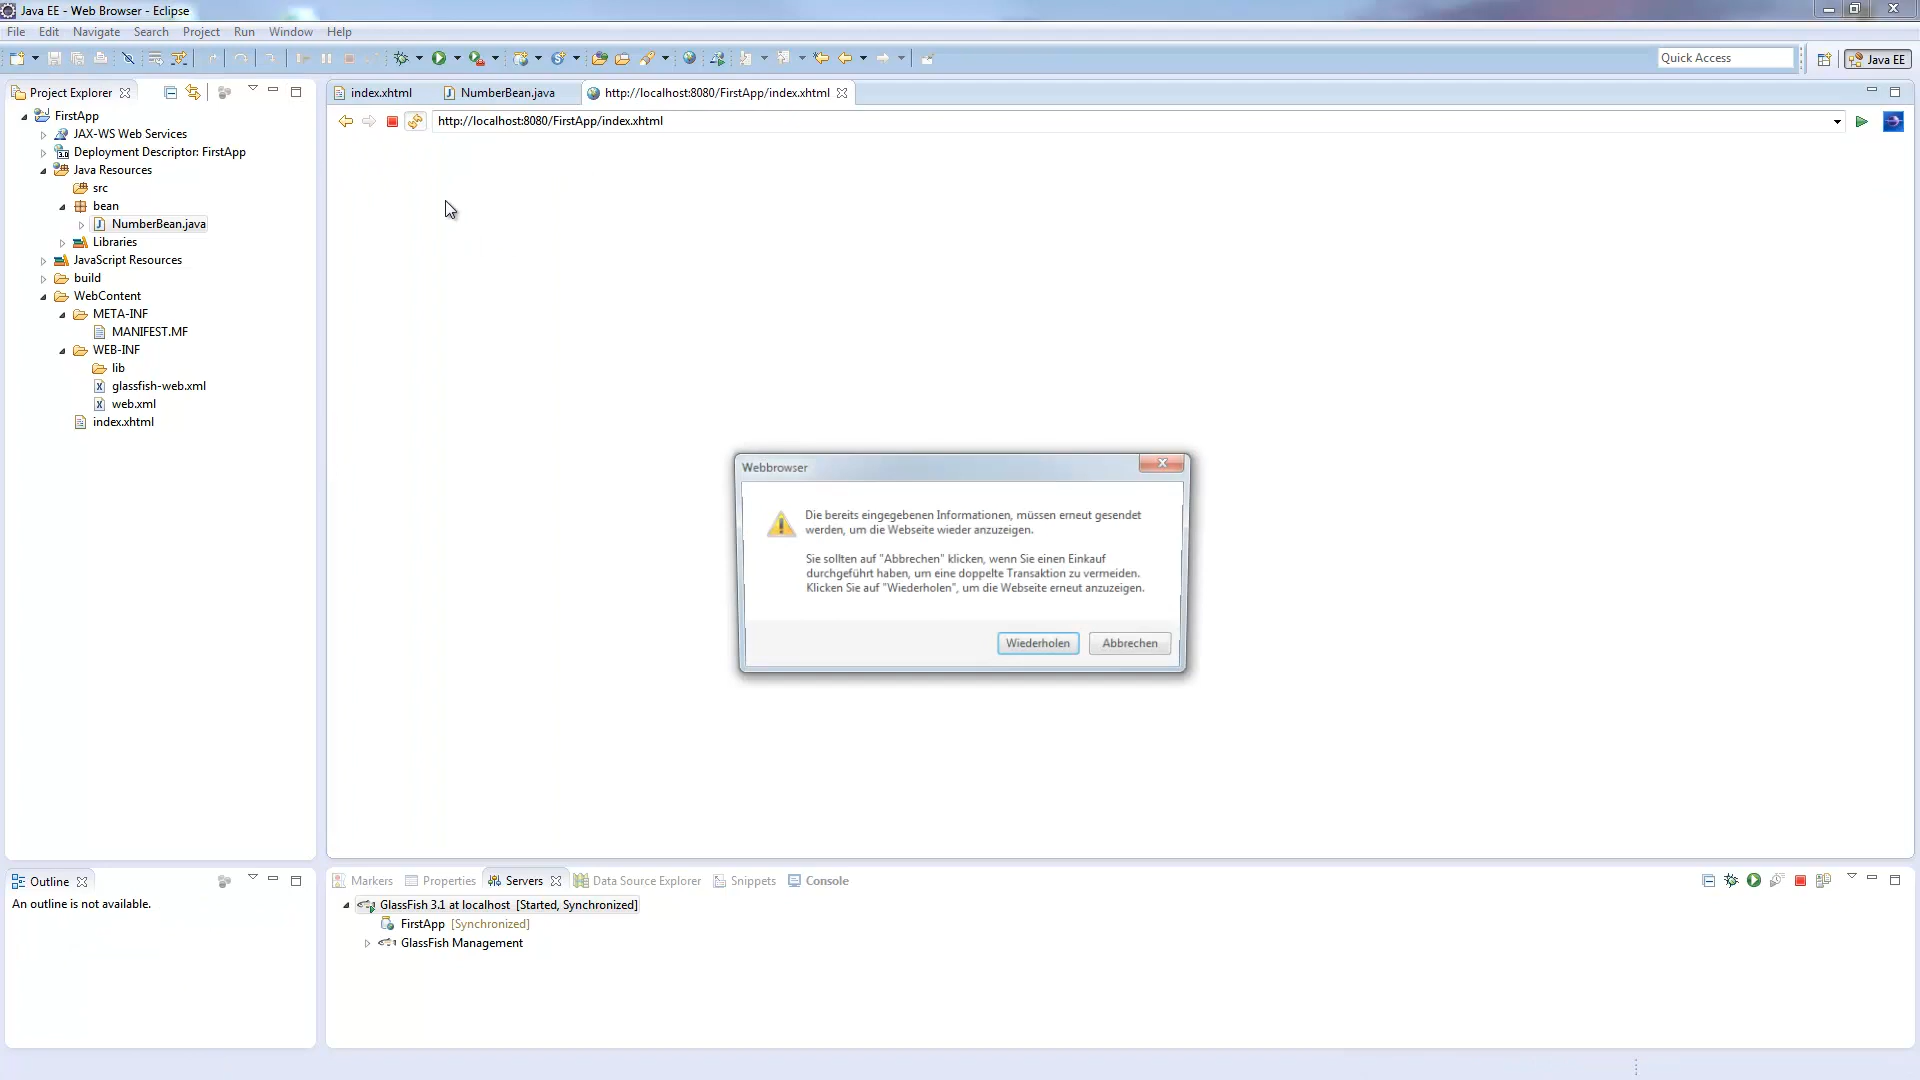 Java EE - Web Browser - Eclipse
File Edit Navigate Search Project Run Window Help
Quick Access
Java EE
Project Explorer
index.xhtml
NumberBean.java
http://localhost:8080/FirstApp/index.xhtml
http://localhost:8080/FirstApp/index.xhtml
FirstApp
JAX-WS Web Services
Deployment Descriptor: FirstApp
Java Resources
src
bean
NumberBean.java
Libraries
JavaScript Resources
build
WebContent
META-INF
MANIFEST.MF
WEB-INF
lib
glassfish-web.xml
web.xml
index.xhtml
Webbrowser
Die bereits eingegebenen Informationen, müssen erneut gesendet
werden, um die Webseite wieder anzuzeigen.
Sie sollten auf "Abbrechen" klicken, wenn Sie einen Einkauf
durchgeführt haben, um eine doppelte Transaktion zu vermeiden.
Klicken Sie auf "Wiederholen", um die Webseite erneut anzuzeigen.
Wiederholen
Abbrechen
Outline
An outline is not available.
Markers
Properties
Servers
Data Source Explorer
Snippets
Console
GlassFish 3.1 at localhost [Started, Synchronized]
FirstApp [Synchronized]
GlassFish Management